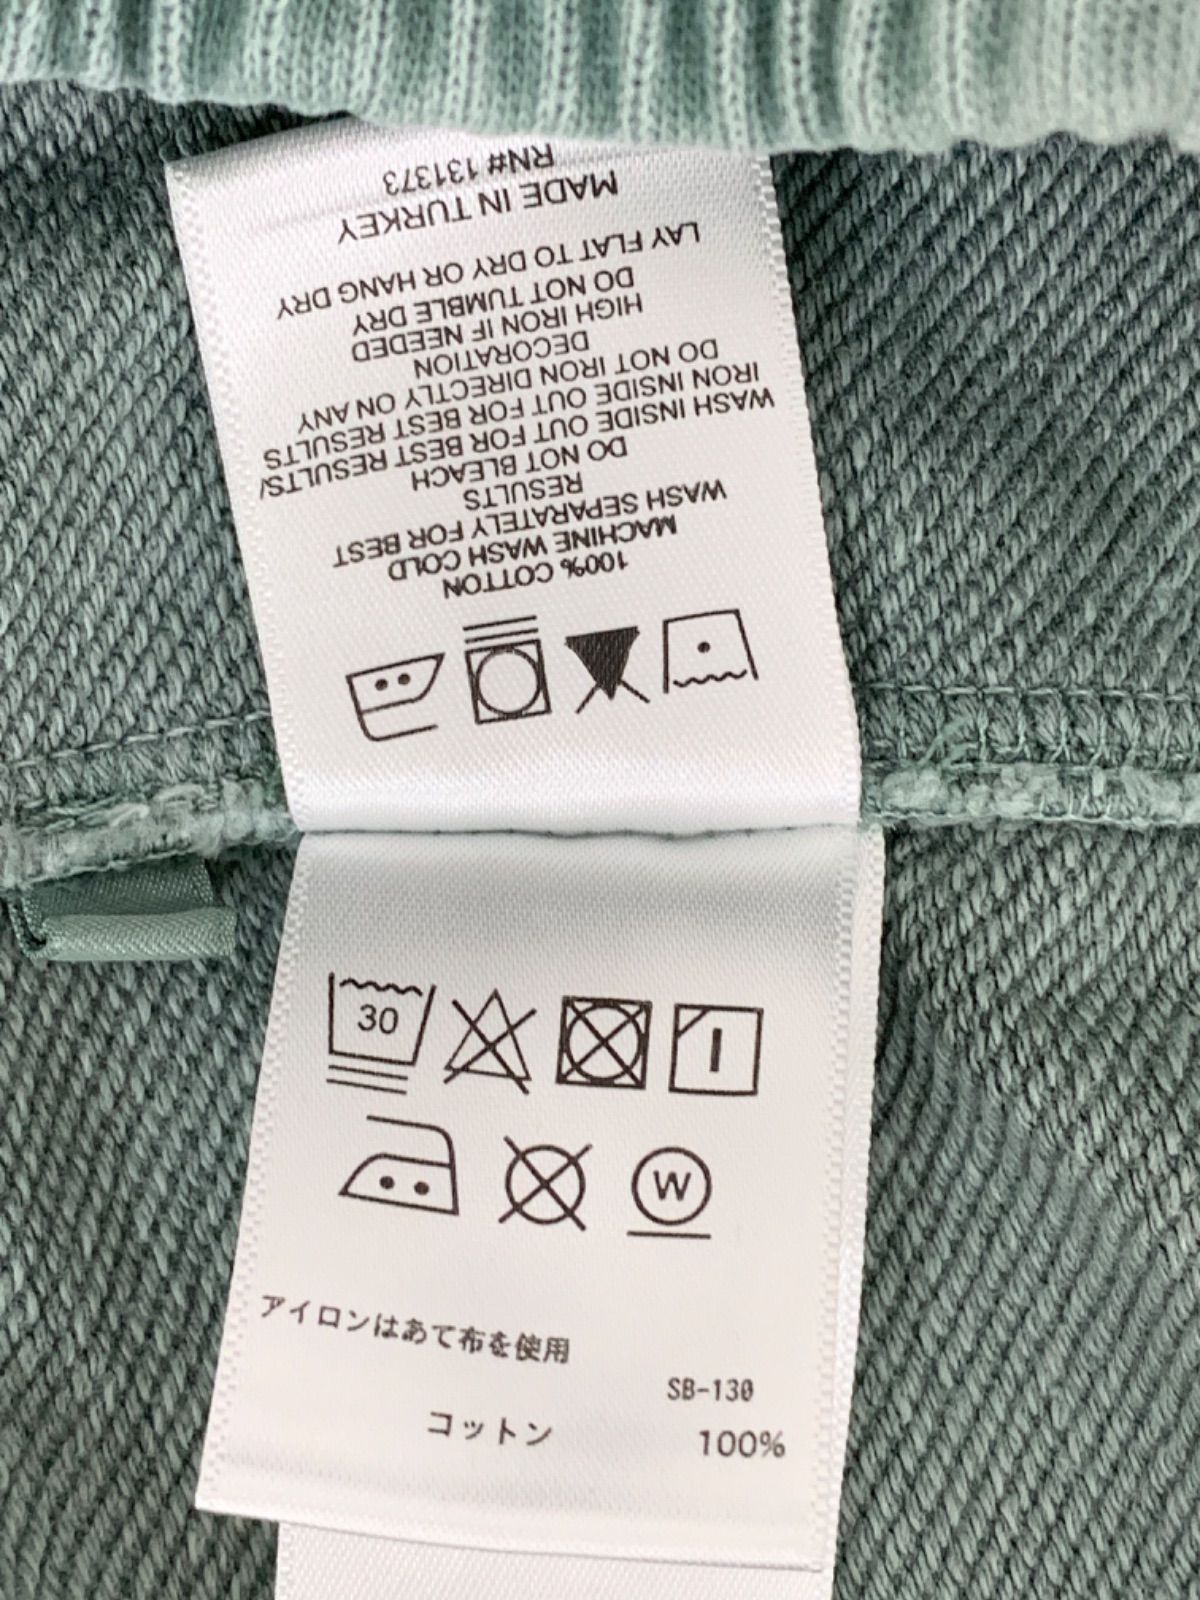 100% COTTON
MACHINE WASH COLD
WASH SEPARATELY FOR BEST
RESULTS
DO NOT BLEACH
WASH INSIDE OUT FOR BEST RESULTS/
IRON INSIDE OUT FOR BEST RESULTS
DO NOT IRON DIRECTLY ON ANY
DECORATION
HIGH IRON IF NEEDED
DO NOT TUMBLE DRY
LAY FLAT TO DRY OR HANG DRY
MADE IN TURKEY
RN# 131373
30
W
アイロンはあて布を使用
SB-130
コットン 100%